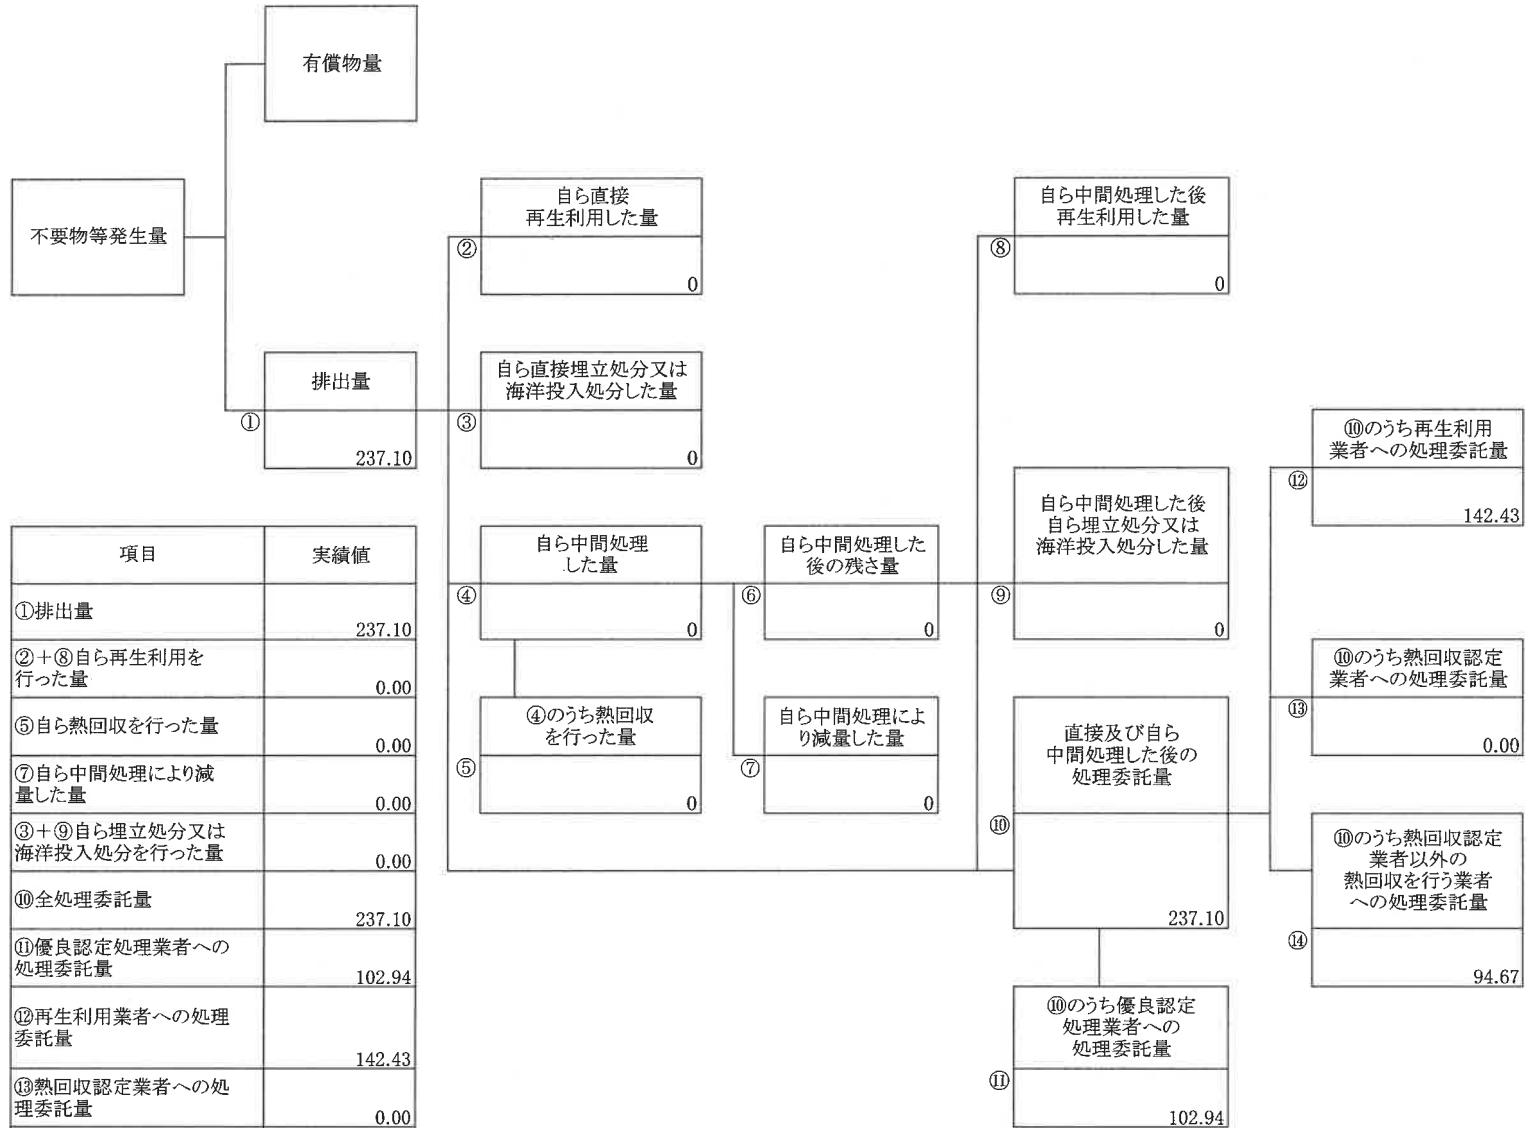 有償物量
不要物等発生量
排出量
①
237.10
自ら直接
再生利用した量
②
0
自ら直接埋立処分又は
海洋投入処分した量
③
0
自ら中間処理
した量
④
0
④のうち熱回収
を行った量
⑤
0
自ら中間処理した
後の残さ量
⑥
0
自ら中間処理によ
り減量した量
⑦
0
自ら中間処理した後
再生利用した量
⑧
0
自ら中間処理した後
自ら埋立処分又は
海洋投入処分した量
⑨
0
直接及び自ら
中間処理した後の
処理委託量
⑩
237.10
⑩のうち優良認定
処理業者への
処理委託量
⑪
102.94
⑩のうち再生利用
業者への処理委託量
⑫
142.43
⑩のうち熱回収認定
業者への処理委託量
⑬
0.00
⑩のうち熱回収認定
業者以外の
熱回収を行う業者
への処理委託量
⑭
94.67
項目 実績値
①排出量
237.10
②+⑧自ら再生利用を
行った量
0.00
⑤自ら熱回収を行った量
0.00
⑦自ら中間処理により減
量した量
0.00
③+⑨自ら埋立処分又は
海洋投入処分を行った量
0.00
⑩全処理委託量
237.10
⑪優良認定処理業者への
処理委託量
102.94
⑫再生利用業者への処理
委託量
142.43
⑬熱回収認定業者への処
理委託量
0.00